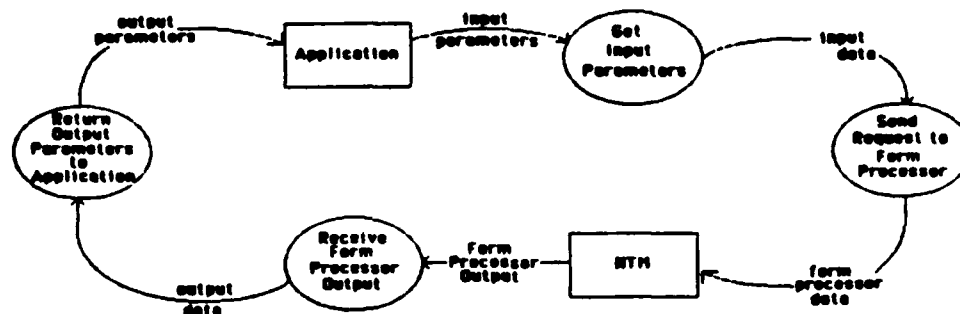 output
parameters
Application
input
parameters
Get
Input
Parameters
input
data
Send
Request to
Form
Processor
form
processor
data
NTM
Form
Processor
Output
Receive
Form
Processor
Output
output
data
Return
Output
Parameters
to
Application